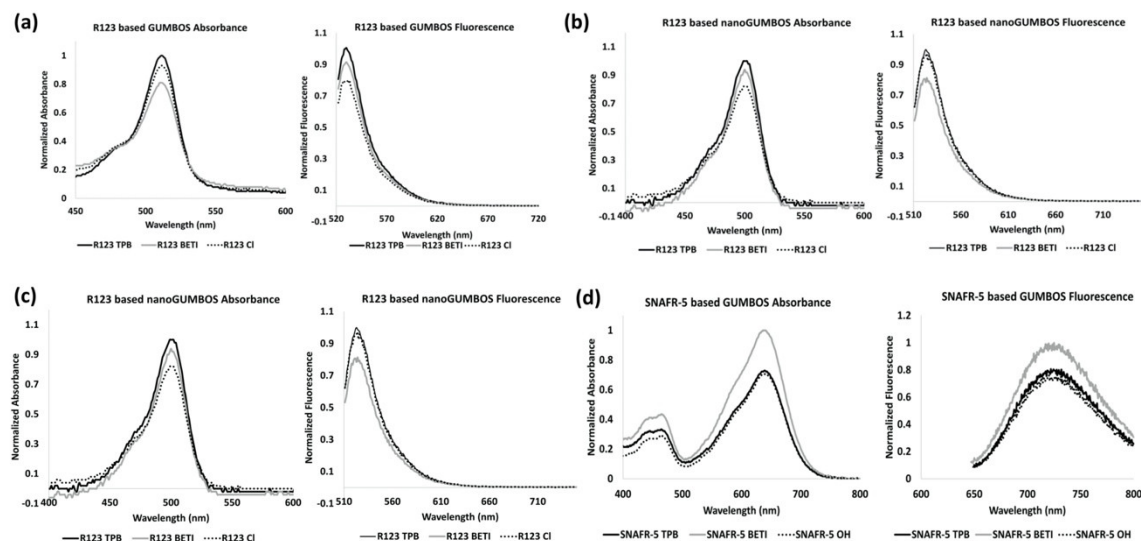 (a)
R123 based GUMBOS Absorbance
Normalized Absorbance
1
0.8
0.6
0.4
0.2
0
450 500 550 600
Wavelength (nm)
R123 TPB R123 BETI R123 Cl
R123 based GUMBOS Fluorescence
Normalized Fluorescence
1.1
0.9
0.7
0.5
0.3
0.1
-0.1
520 570 620 670 720
Wavelength (nm)
R123 TPB R123 BETI R123 Cl
(b)
R123 based nanoGUMBOS Absorbance
Normalized Absorbance
1.1
0.9
0.7
0.5
0.3
0.1
-0.1
400 450 500 550 600
Wavelength (nm)
R123 TPB R123 BETI R123 Cl
R123 based nanoGUMBOS Fluorescence
Normalized Fluorescence
1.1
0.9
0.7
0.5
0.3
0.1
-0.1
510 560 610 660 710
Wavelength (nm)
R123 TPB R123 BETI R123 Cl
(c)
R123 based nanoGUMBOS Absorbance
Normalized Absorbance
1.1
0.9
0.7
0.5
0.3
0.1
-0.1
400 450 500 550 600
Wavelength (nm)
R123 TPB R123 BETI R123 Cl
R123 based nanoGUMBOS Fluorescence
Normalized Fluorescence
1.1
0.9
0.7
0.5
0.3
0.1
-0.1
510 560 610 660 710
Wavelength (nm)
R123 TPB R123 BETI R123 Cl
(d)
SNAFR-5 based GUMBOS Absorbance
Normalized Absorbance
1
0.8
0.6
0.4
0.2
0
400 500 600 700 800
Wavelength (nm)
SNAFR-5 TPB SNAFR-5 BETI SNAFR-5 OH
SNAFR-5 based GUMBOS Fluorescence
Normalized Fluorescence
1.2
1
0.8
0.6
0.4
0.2
0
600 650 700 750 800
Wavelength (nm)
SNAFR-5 TPB SNAFR-5 BETI SNAFR-5 OH